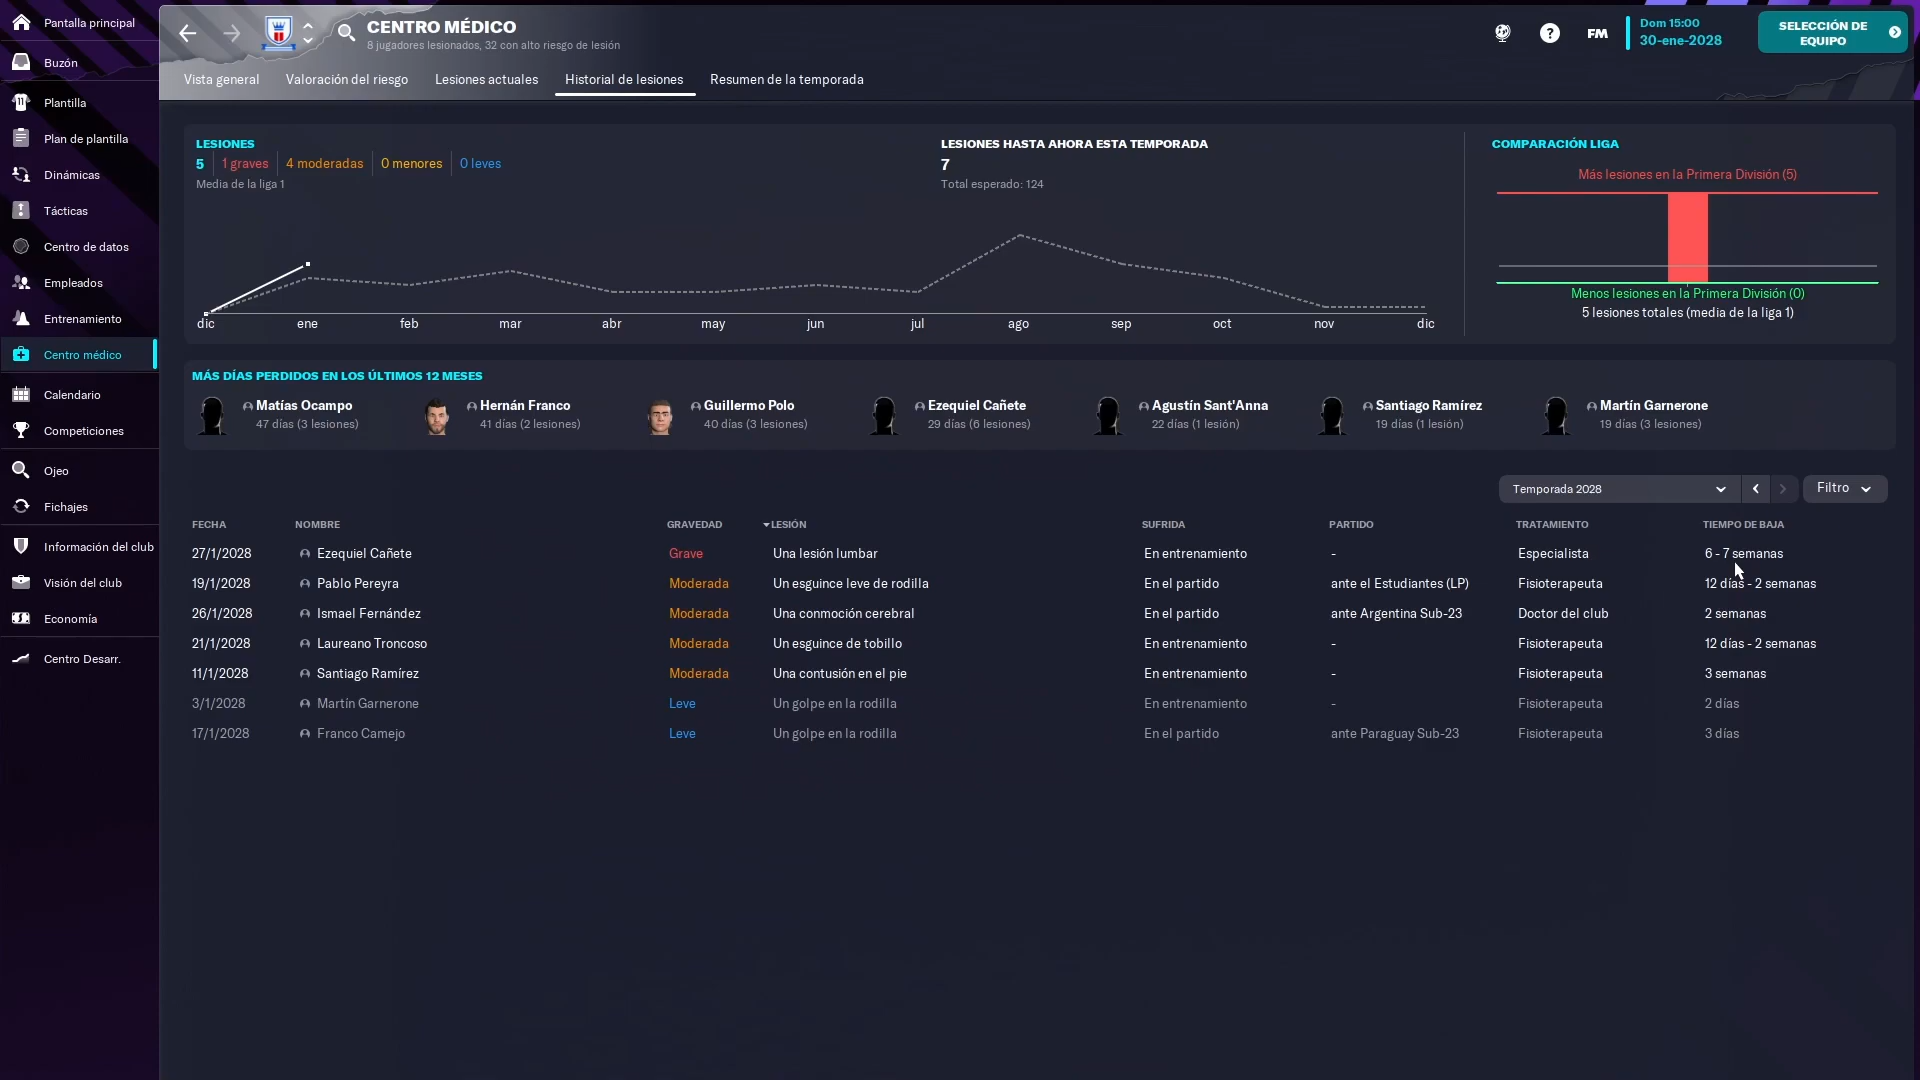 Pantalla principal
Buzón
Plantilla
Plan de plantilla
Dinámicas
Tácticas
Centro de datos
Empleados
Entrenamiento
Centro médico
Calendario
Competiciones
Ojeo
Fichajes
Información del club
Visión del club
Economía
Centro Desarr.
CENTRO MÉDICO
8 jugadores lesionados, 32 con alto riesgo de lesión
? FM
Dom 15:00
30-ene-2028
SELECCIÓN DE
EQUIPO
Vista general Valoración del riesgo Lesiones actuales Historial de lesiones Resumen de la temporada
LESIONES
5 1 graves 4 moderadas 0 menores 0 leves
Media de la liga 1
LESIONES HASTA AHORA ESTA TEMPORADA
7
Total esperado: 124
dic ene feb mar abr may jun jul ago sep oct nov dic
COMPARACIÓN LIGA
Más lesiones en la Primera División (5)
Menos lesiones en la Primera División (0)
5 lesiones totales (media de la liga 1)
MÁS DÍAS PERDIDOS EN LOS ÚLTIMOS 12 MESES
Matías Ocampo
47 días (3 lesiones)
Hernán Franco
41 días (2 lesiones)
Guillermo Polo
40 días (3 lesiones)
Ezequiel Cañete
29 días (6 lesiones)
Agustín Sant'Anna
22 días (1 lesión)
Santiago Ramírez
19 días (1 lesión)
Martín Garnerone
19 días (3 lesiones)
Temporada 2028 Filtro
FECHA NOMBRE GRAVEDAD LESIÓN SUFRIDA PARTIDO TRATAMIENTO TIEMPO DE BAJA
27/1/2028 Ezequiel Cañete Grave Una lesión lumbar En entrenamiento - Especialista 6 - 7 semanas
19/1/2028 Pablo Pereyra Moderada Un esguince leve de rodilla En el partido ante el Estudiantes (LP) Fisioterapeuta 12 días - 2 semanas
26/1/2028 Ismael Fernández Moderada Una conmoción cerebral En el partido ante Argentina Sub-23 Doctor del club 2 semanas
21/1/2028 Laureano Troncoso Moderada Un esguince de tobillo En entrenamiento - Fisioterapeuta 12 días - 2 semanas
11/1/2028 Santiago Ramírez Moderada Una contusión en el pie En entrenamiento - Fisioterapeuta 3 semanas
3/1/2028 Martín Garnerone Leve Un golpe en la rodilla En entrenamiento - Fisioterapeuta 2 días
17/1/2028 Franco Camejo Leve Un golpe en la rodilla En el partido ante Paraguay Sub-23 Fisioterapeuta 3 días